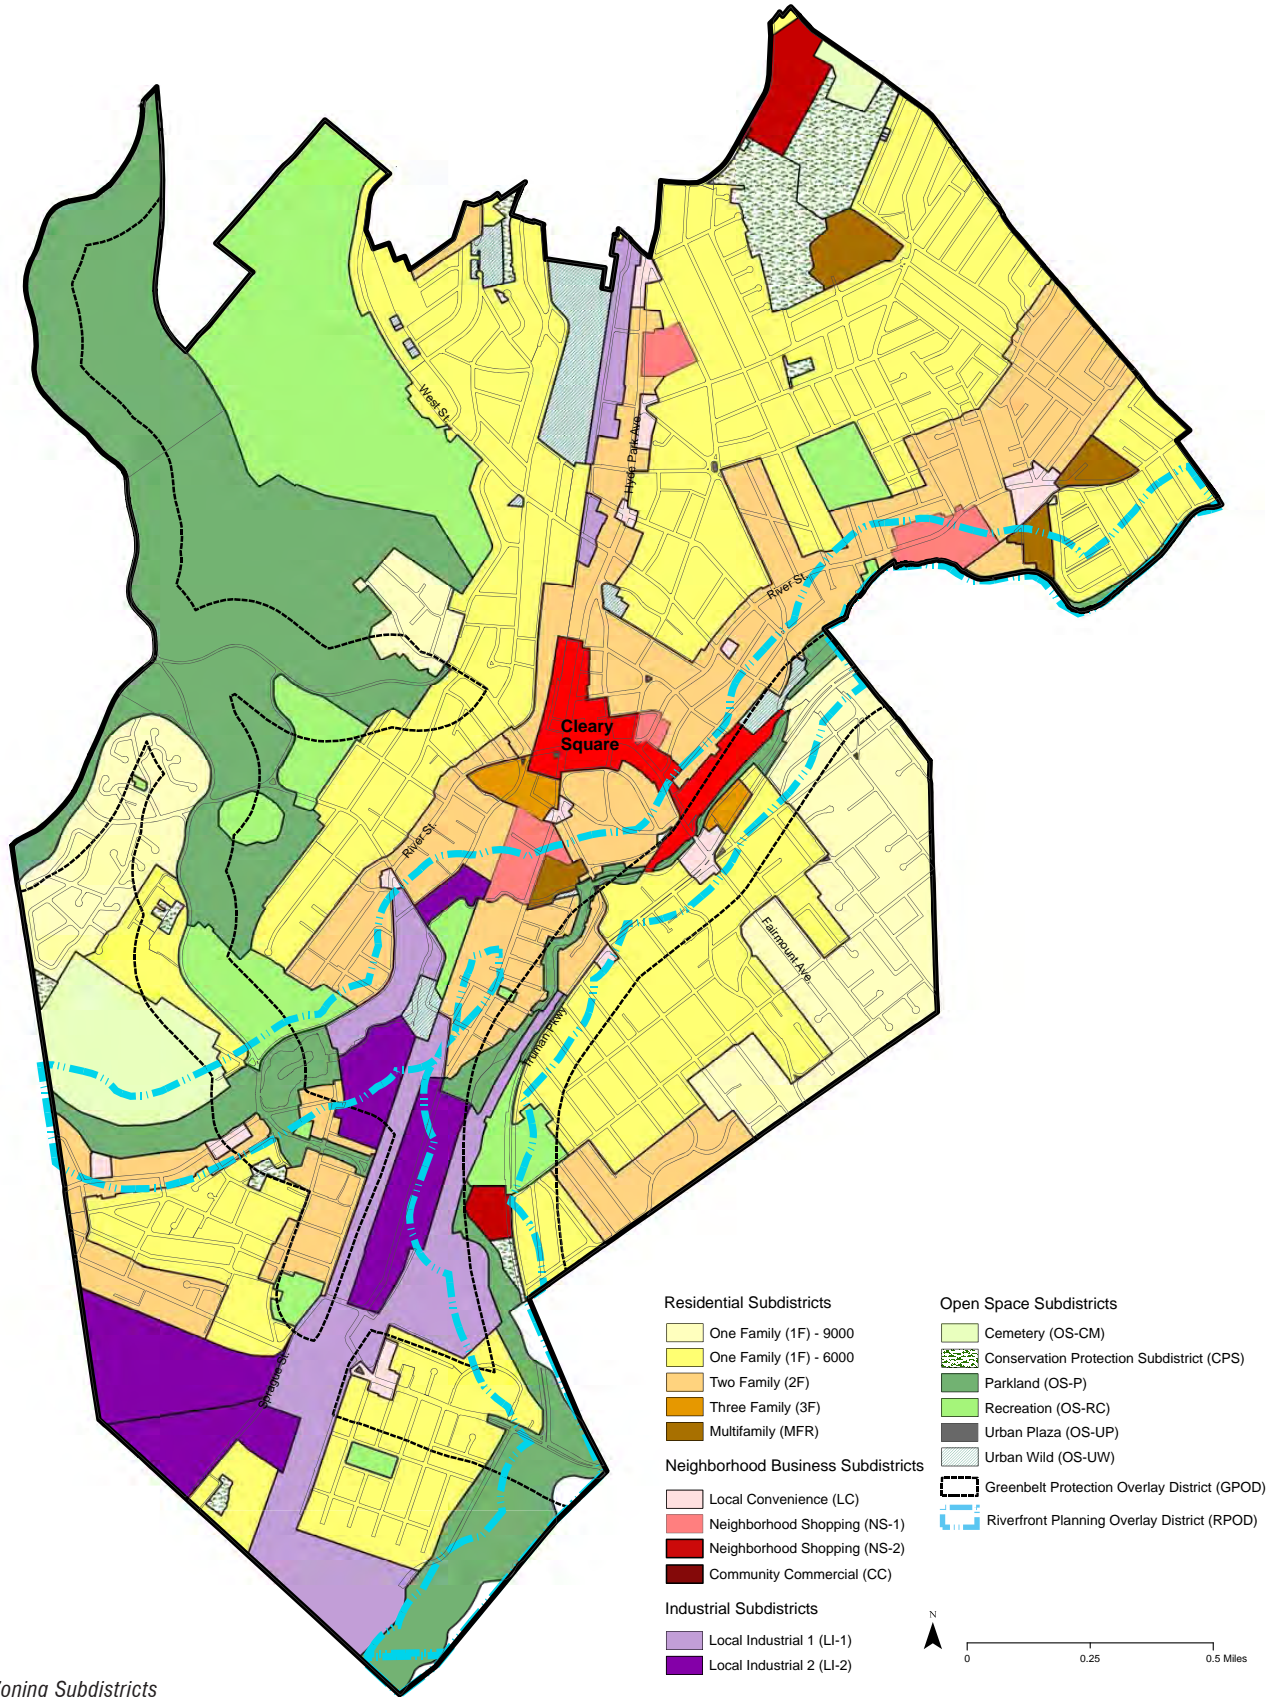 West St.
Hyde Park Ave.
River St.
Cleary
Square
River St.
Fairmount Ave.
Truman Pkwy
Sprague St.
Residential Subdistricts
One Family (1F) - 9000
One Family (1F) - 6000
Two Family (2F)
Three Family (3F)
Multifamily (MFR)
Neighborhood Business Subdistricts
Local Convenience (LC)
Neighborhood Shopping (NS-1)
Neighborhood Shopping (NS-2)
Community Commercial (CC)
Industrial Subdistricts
Local Industrial 1 (LI-1)
Local Industrial 2 (LI-2)
Open Space Subdistricts
Cemetery (OS-CM)
Conservation Protection Subdistrict (CPS)
Parkland (OS-P)
Recreation (OS-RC)
Urban Plaza (OS-UP)
Urban Wild (OS-UW)
Greenbelt Protection Overlay District (GPOD)
Riverfront Planning Overlay District (RPOD)
N
0 0.25 0.5 Miles
Subdistricts